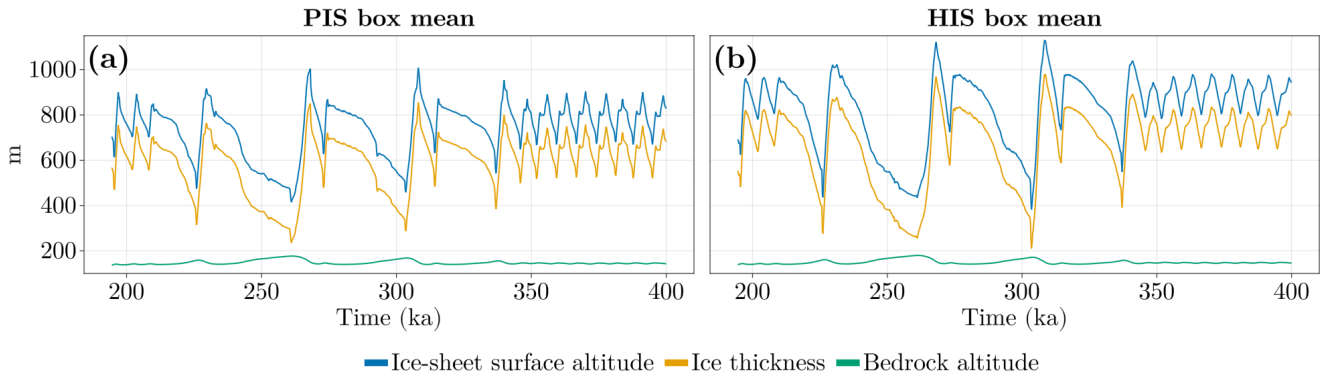 PIS box mean
HIS box mean
(a)
(b)
1000
800
600
400
200
m
200 250 300 350 400
200 250 300 350 400
Time (ka)
Time (ka)
Ice-sheet surface altitude Ice thickness Bedrock altitude